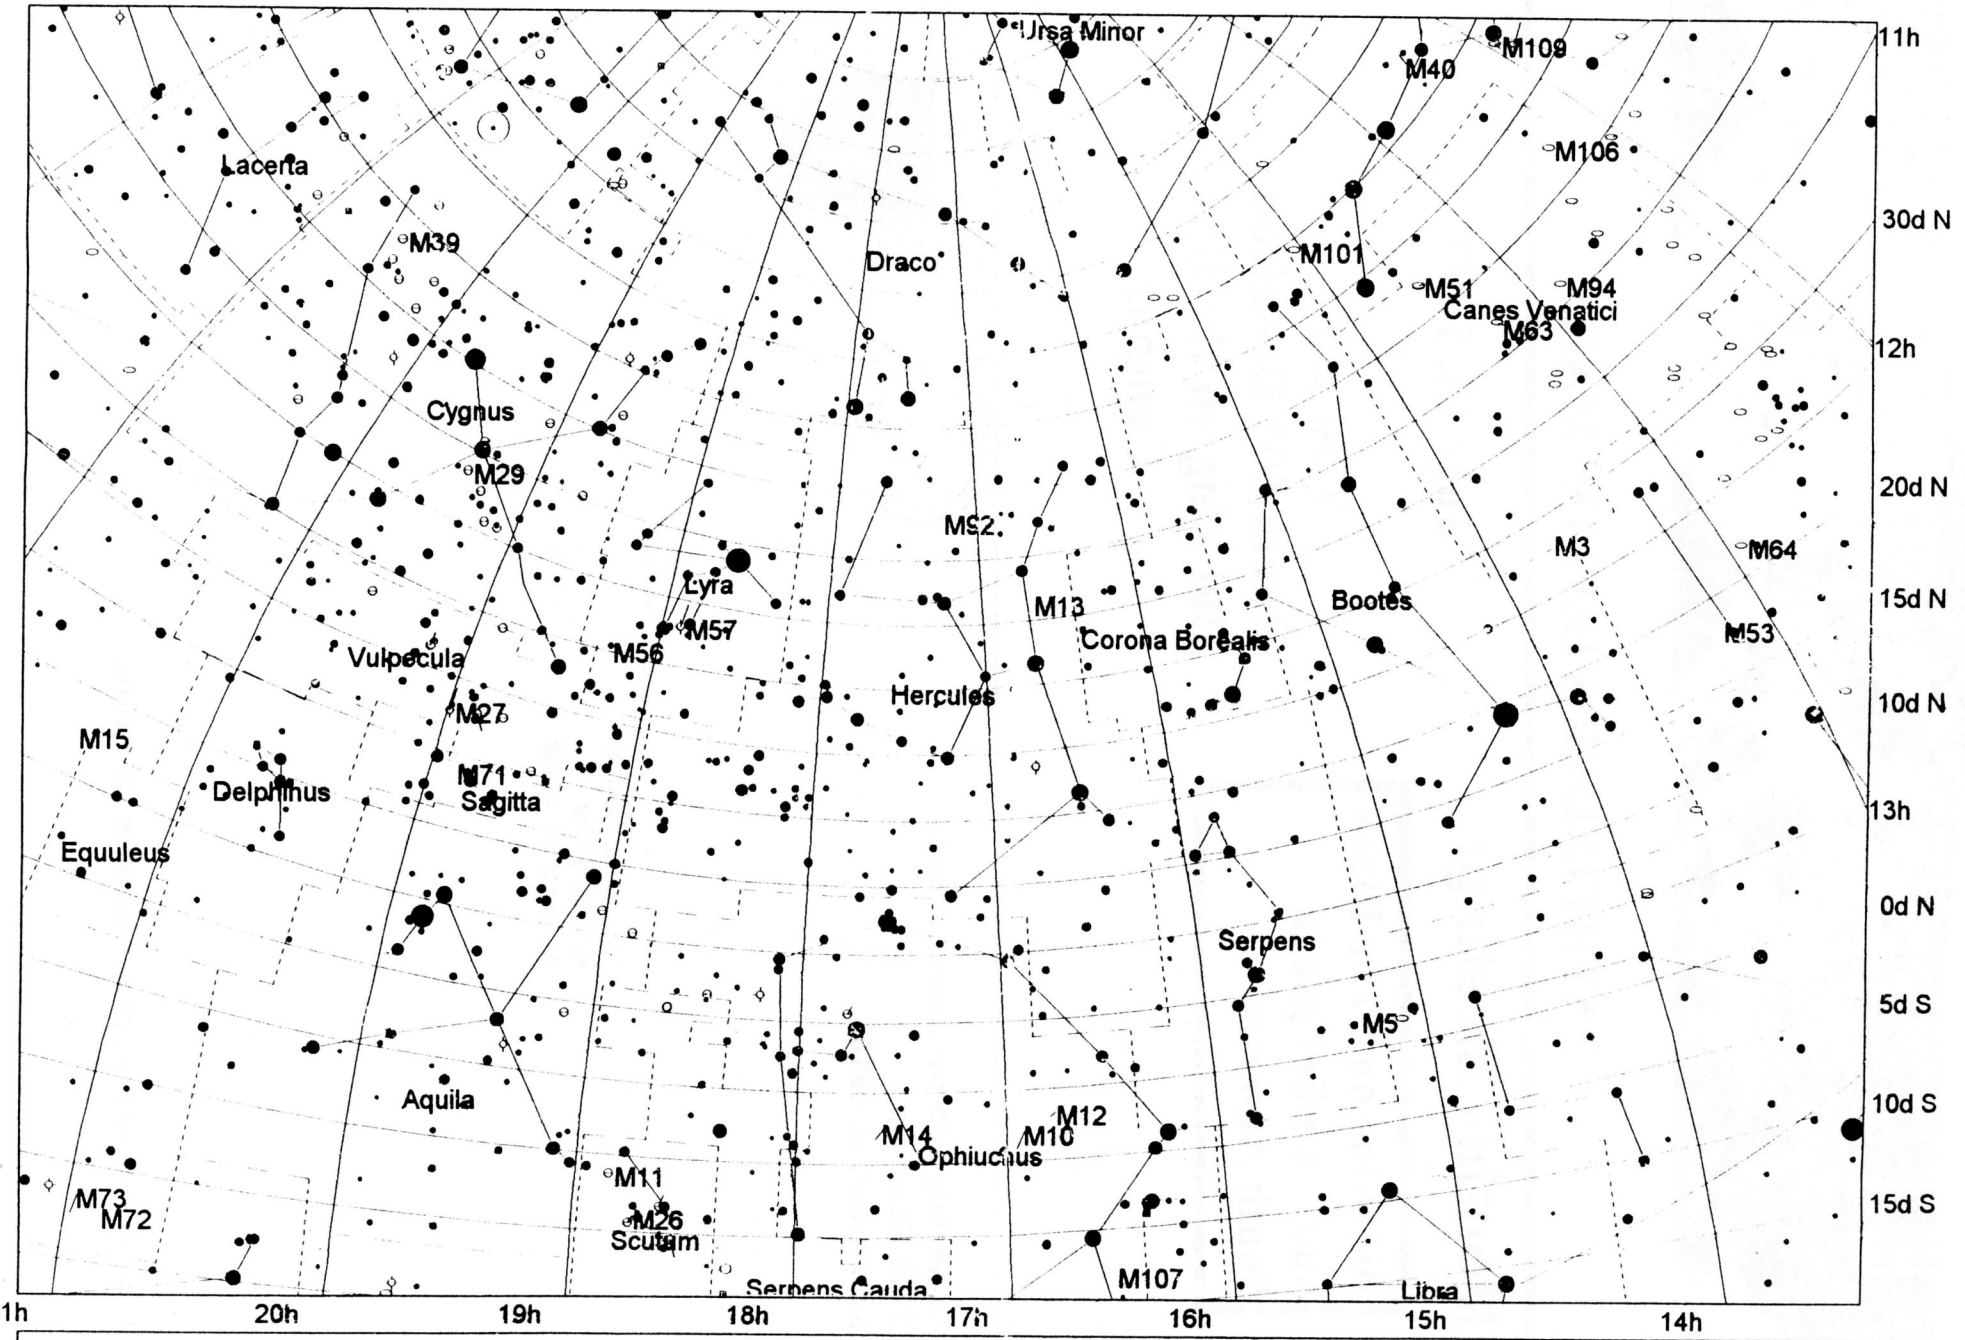 Ursa Minor
11h
M109
M40
M106
Lacerta
30d N
M39
M101
Draco
M51
M94
Canes Venatici
M63
12h
Cygnus
M29
20d N
M92
M3
M64
Lyra
15d N
Bootes
M13
M57
M53
Corona Borealis
M56
Vulpecula
Hercules
10d N
M27
M15
M71
Delphinus
Sagitta
13h
Equuleus
0d N
Serpens
5d S
M5
Aquila
10d S
M12
M14
M10
Ophiuchus
M11
M73
M72
M26
Scutum
15d S
M107
Serpens Cauda
Libra
1h 20h 19h 18h 17h 16h 15h 14h